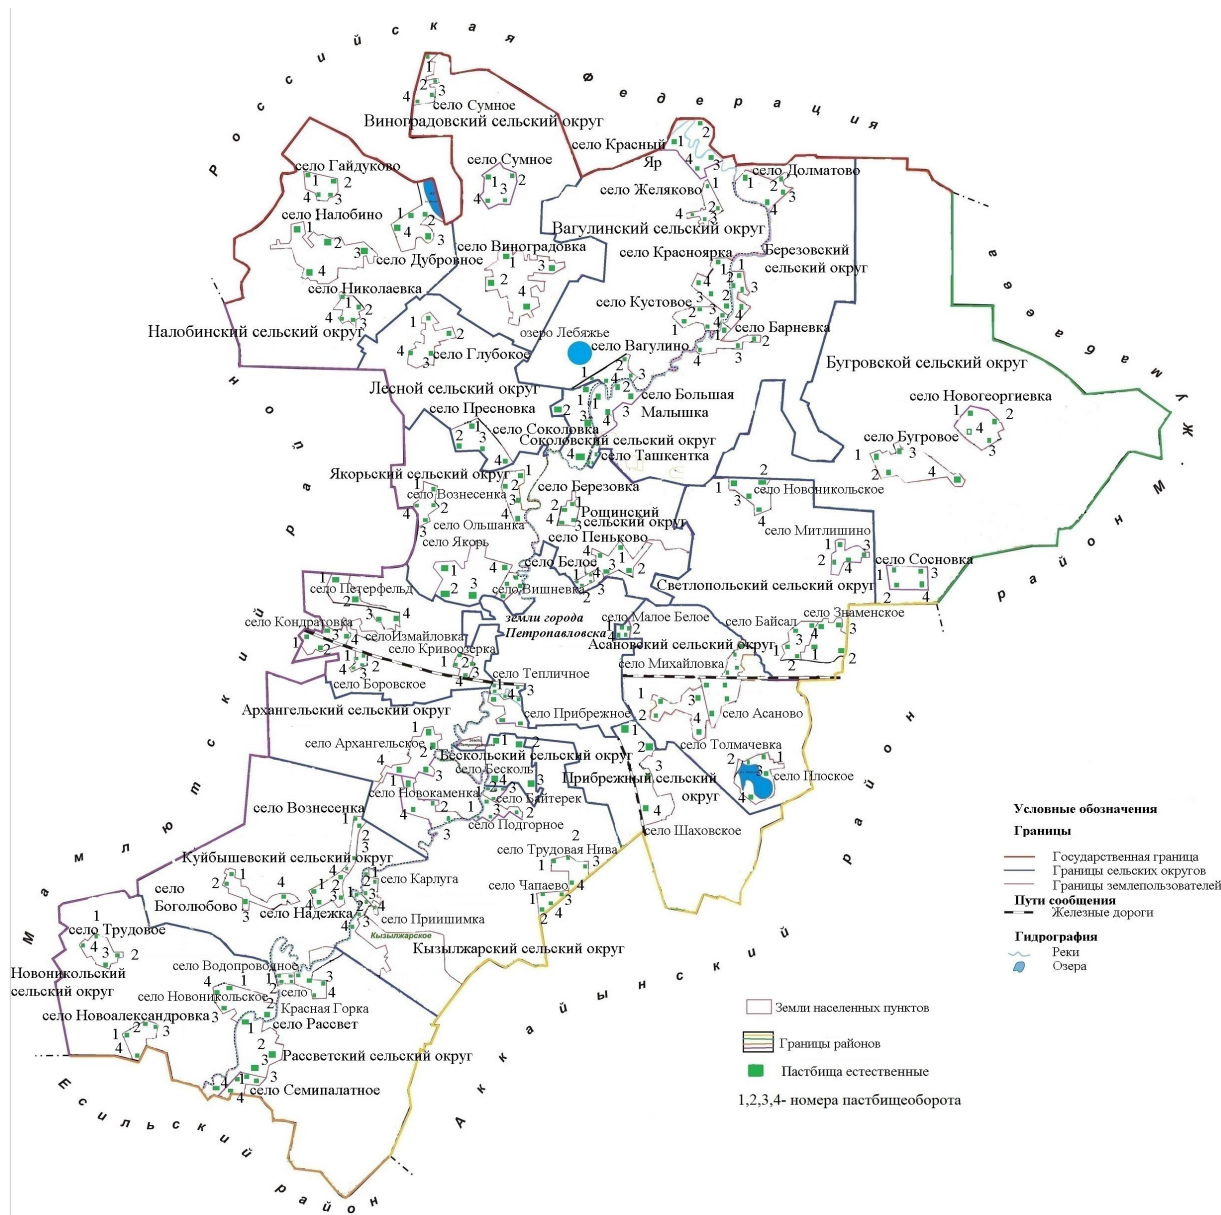 Российская Федерация
село Сумное
Виноградовский сельский округ
село Красный
Яр
село Гайдуково
село Сумное
село Долматово
село Желяково
село Налобино
Вагулинский сельский округ
село Виноградовка
село Красноярка
Березовский
сельский округ
село Дубровное
село Николаевка
село Кустовое
Налобинский сельский округ
озеро Лебяжье
село Барневка
село Глубокое
село Вагулино
Бугровской сельский округ
Лесной сельский округ
село Большая
Малышка
село Новогеоргиевка
село Пресновка
село Соколовка
Соколовский сельский округ
село Бугровое
село Ташкентка
Якорьский сельский округ
село Вознесенка
село Березовка
село Новоникольское
Рощинский
сельский округ
село Ольшанка
село Митлишино
село Якорь
село Пеньково
село Белое
село Сосновка
село Петерфельд
село Вишневка
Светлопольский сельский округ
земли города
Петропавловска
село Малое Белое
село Знаменское
село Кондратовка
село Байсал
село Измайловка
Асановский сельский округ
село Кривоозерка
село Михайловка
село Боровское
село Тепличное
Архангельский сельский округ
село Прибрежное
село Асаново
село Архангельское
село Толмачевка
Бескольский сельский округ
село Бесколь
Прибрежный сельский
округ
село Плоское
село Новокаменка
село Байтерек
село Вознесенка
село Подгорное
село Шаховское
село Трудовая Нива
Куйбышевский сельский округ
село Карлуга
село
Боголюбово
село Чапаево
село Надежка
село Приишимка
село Трудовое
Кызылжарское
Кызылжарский сельский округ
Новоникольский
сельский округ
село Водопроводное
село Новоникольское
село
Красная Горка
село Новоалександровка
село Рассвет
Рассветский сельский округ
село Семипалатное
Мамлютский район
район М. Жумабаева
Аккайынский район
Есильский район
Условные обозначения
Границы
Государственная граница
Границы сельских округов
Границы землепользователей
Пути сообщения
Железные дороги
Гидрография
Реки
Озера
Земли населенных пунктов
Границы районов
Пастбища естественные
1,2,3,4- номера пастбищеоборота